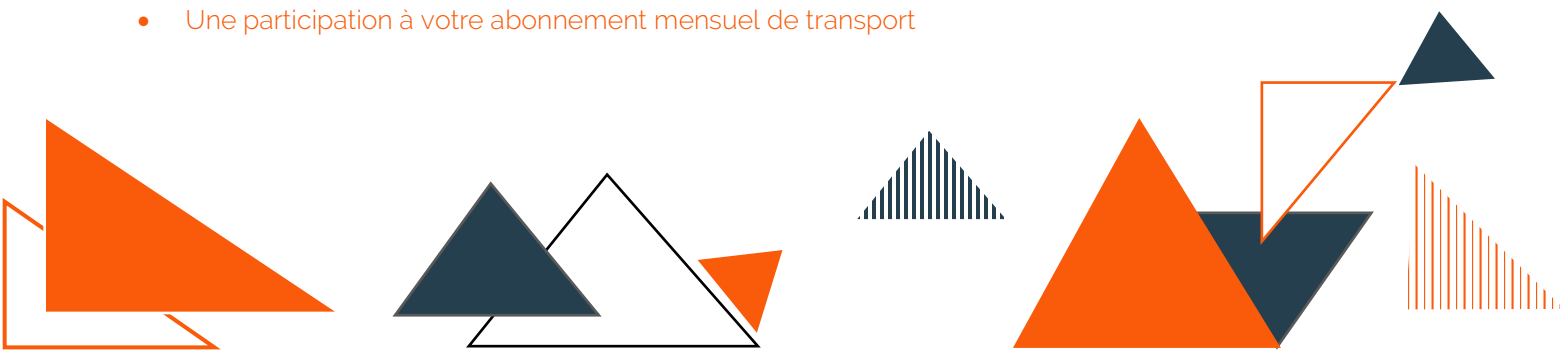 • Une participation à votre abonnement mensuel de transport